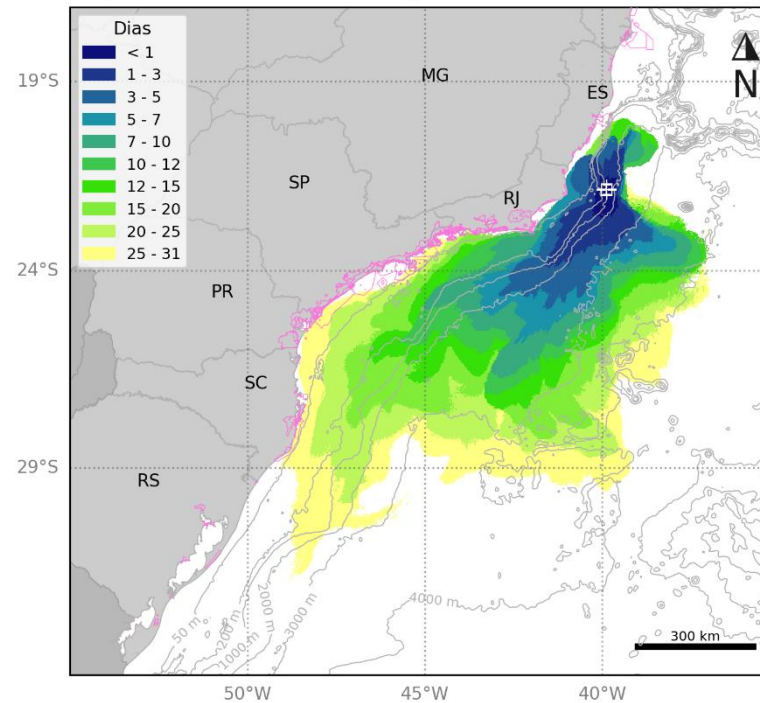 Dias
< 1
1 - 3
3 - 5
5 - 7
7 - 10
10 - 12
12 - 15
15 - 20
20 - 25
25 - 31
N
MG
ES
SP
RJ
PR
SC
RS
19°S
24°S
29°S
50 m
200 m
1000 m
2000 m
3000 m
4000 m
300 km
50°W
45°W
40°W